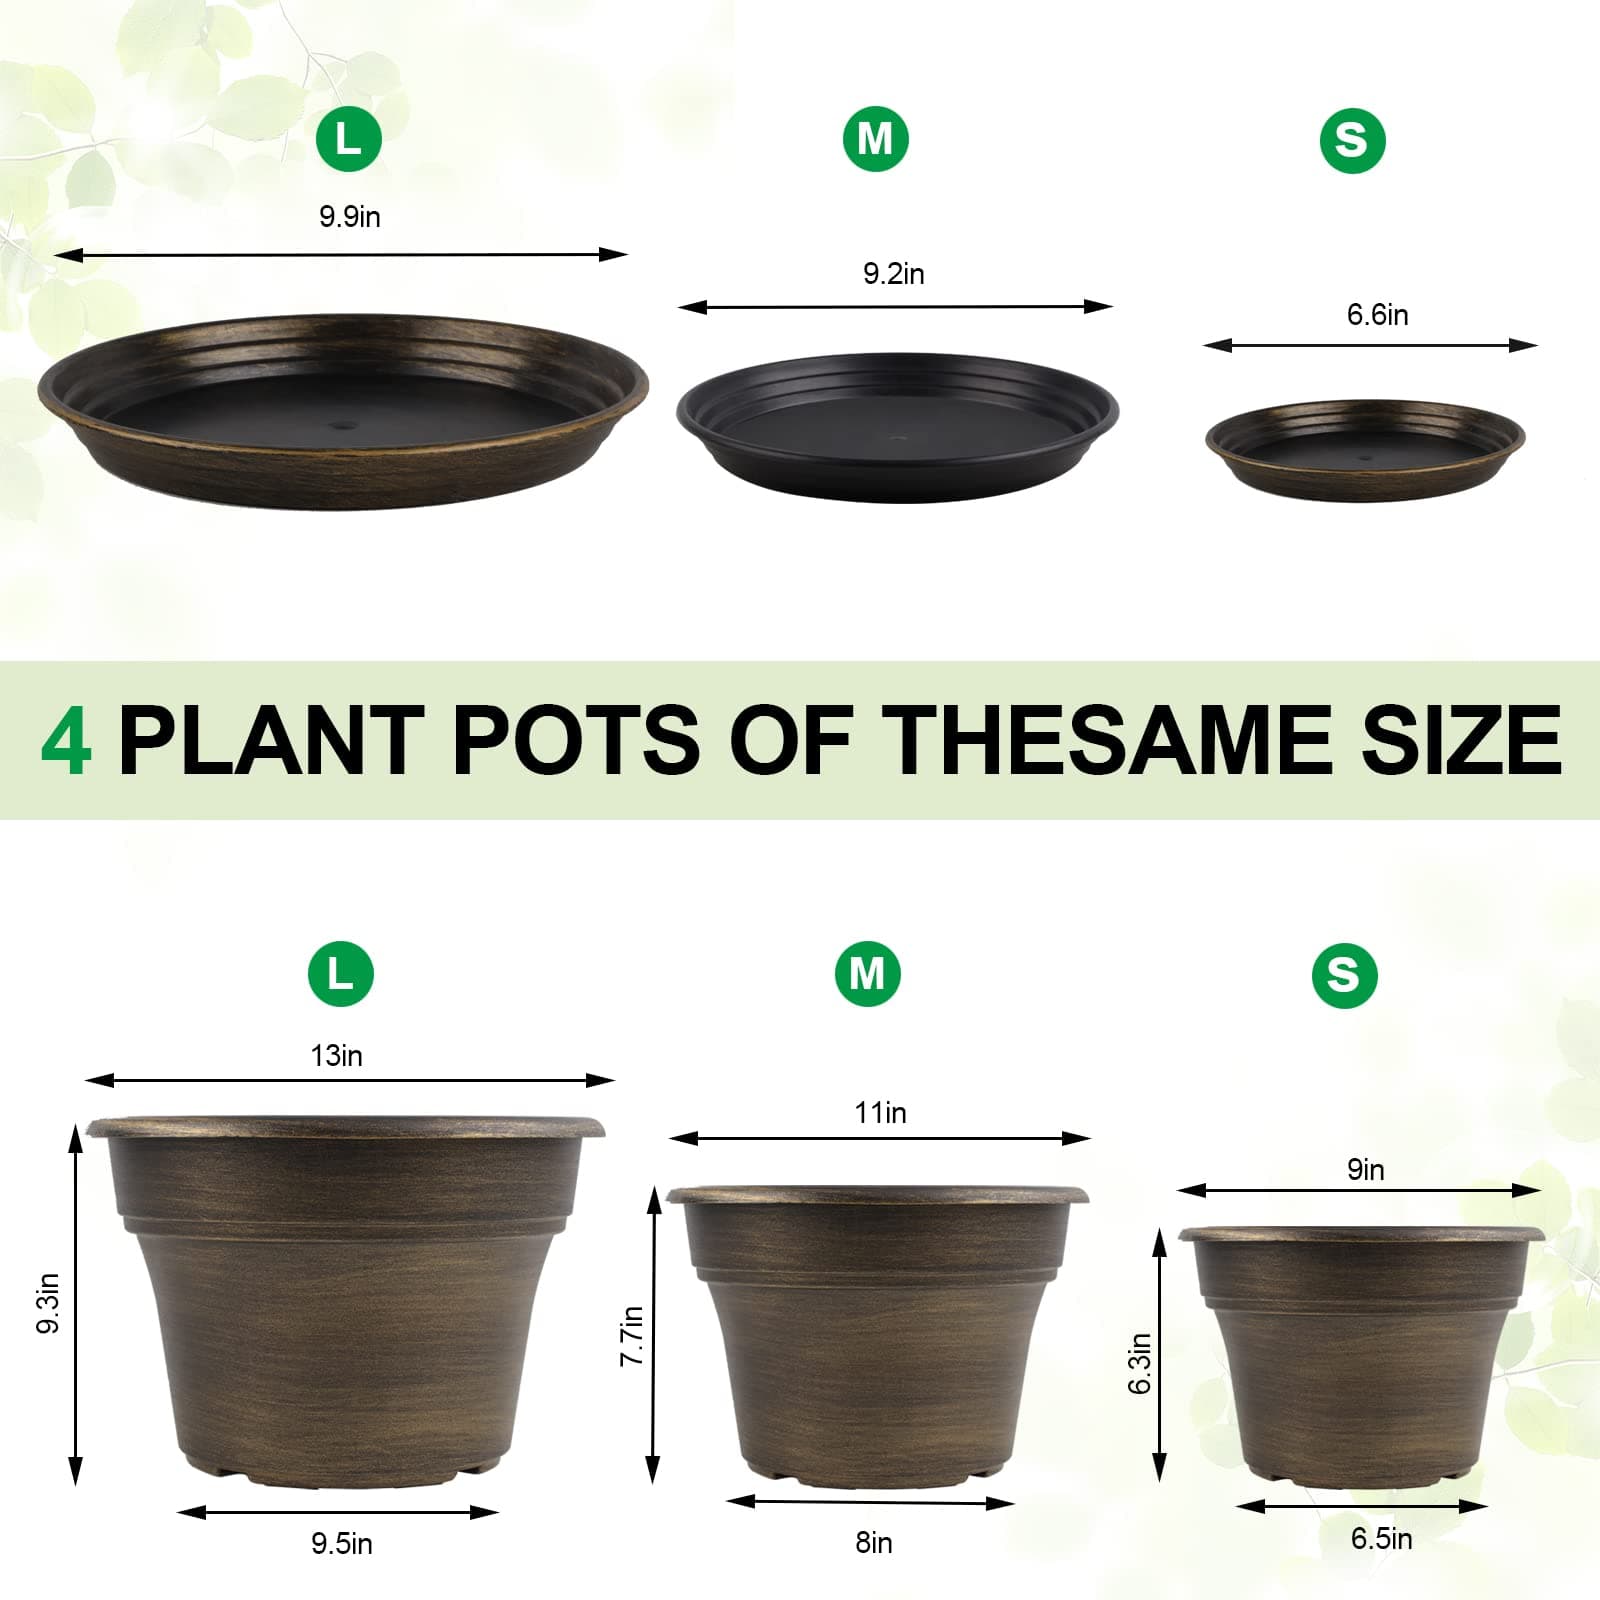 L
M
S
9.9in
9.2in
6.6in
4 PLANT POTS OF THESAME SIZE
L
M
S
13in
11in
9in
9.3in
7.7in
6.3in
9.5in
8in
6.5in